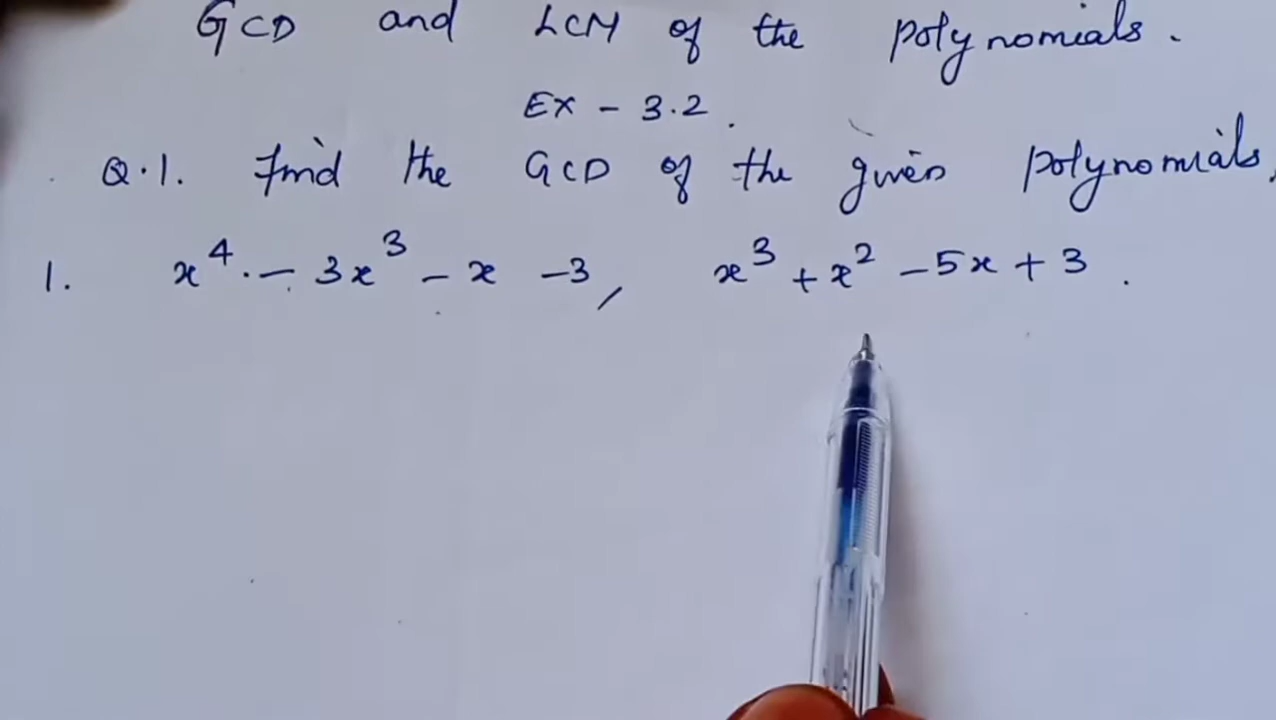 GCD and LCM of the polynomials.
EX - 3.2.
Q.1. Find the GCD of the given polynomials,
1. x⁴ - 3x³ - x - 3, x³ + x² - 5x + 3.